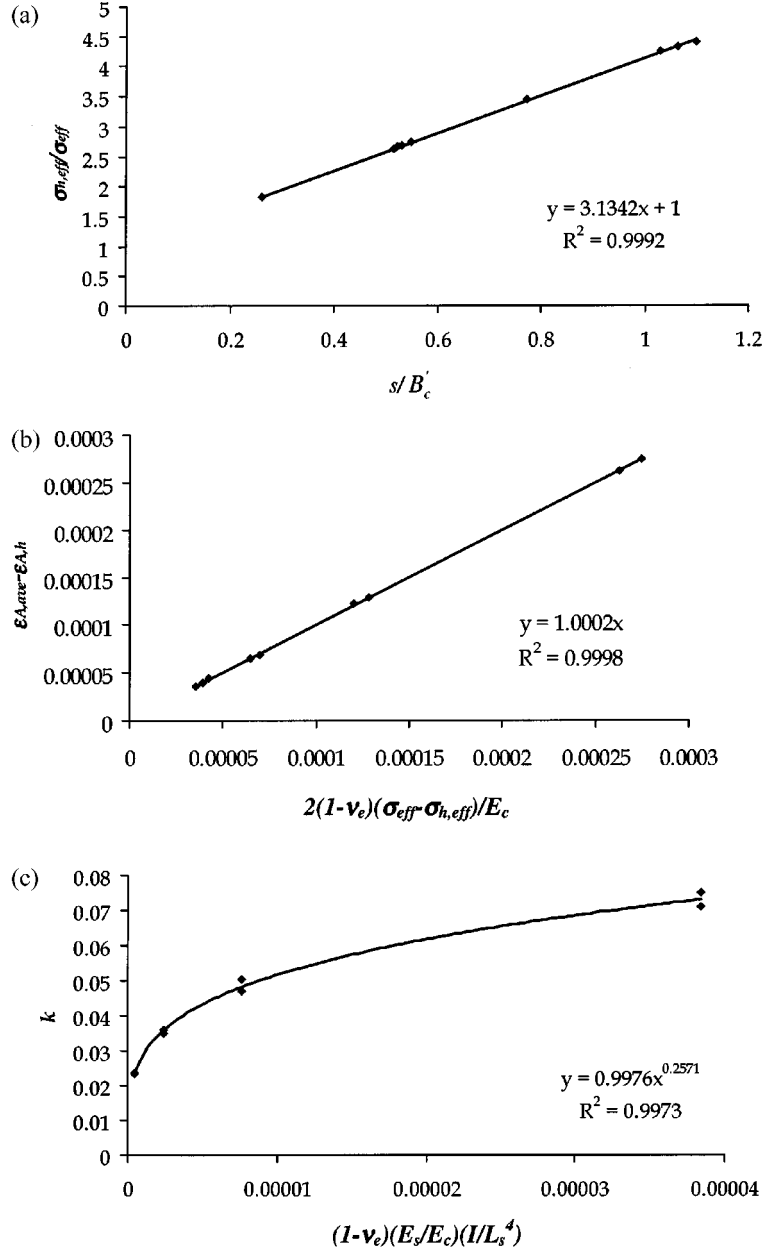 (a)
5
4.5
4
3.5
3
2.5
2
1.5
1
0.5
0
σh,eff/σeff
y = 3.1342x + 1
R² = 0.9992
0 0.2 0.4 0.6 0.8 1 1.2
s/ B'c
(b)
0.0003
0.00025
0.0002
0.00015
0.0001
0.00005
0
εA,ave-εA,h
y = 1.0002x
R² = 0.9998
0 0.00005 0.0001 0.00015 0.0002 0.00025 0.0003
2(1-νe)(σeff-σh,eff)/Ec
(c)
0.08
0.07
0.06
0.05
0.04
0.03
0.02
0.01
0
k
y = 0.9976x^0.2571
R² = 0.9973
0 0.00001 0.00002 0.00003 0.00004
(1-νe)(Es/Ec)(I/Ls⁴)